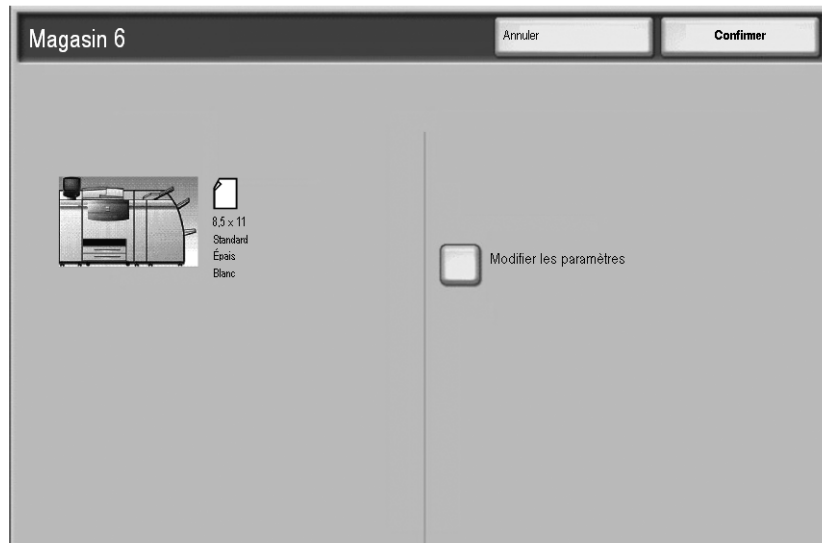 Magasin 6
Annuler
Confirmer
8,5 x 11
Standard
Épais
Blanc
Modifier les paramètres